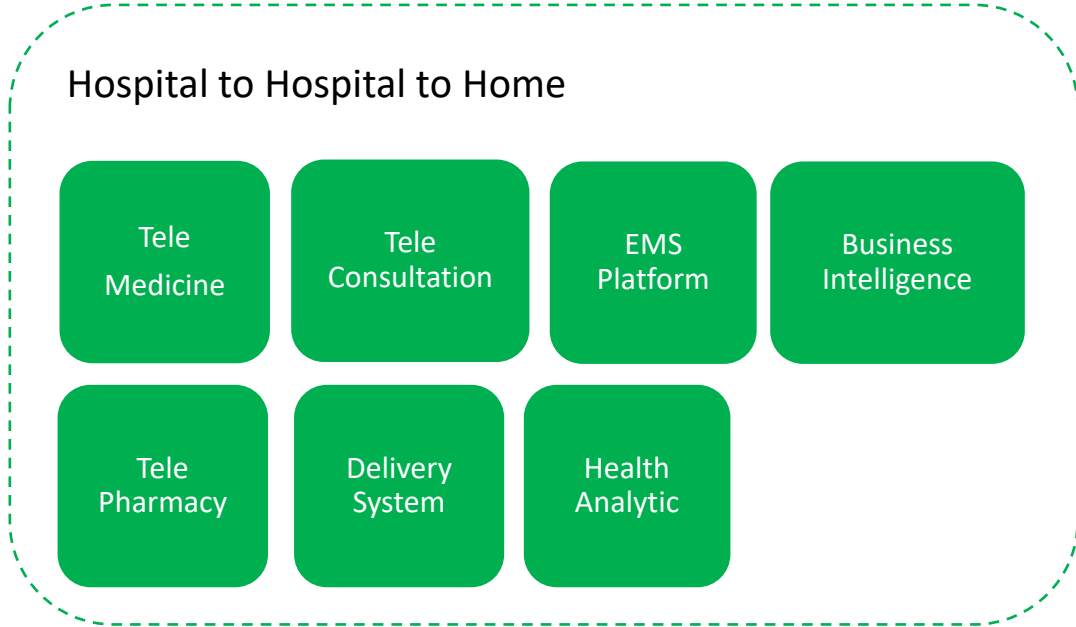 Hospital to Hospital to Home
Tele
Medicine
Tele
Consultation
EMS
Platform
Business
Intelligence
Tele
Pharmacy
Delivery
System
Health
Analytic